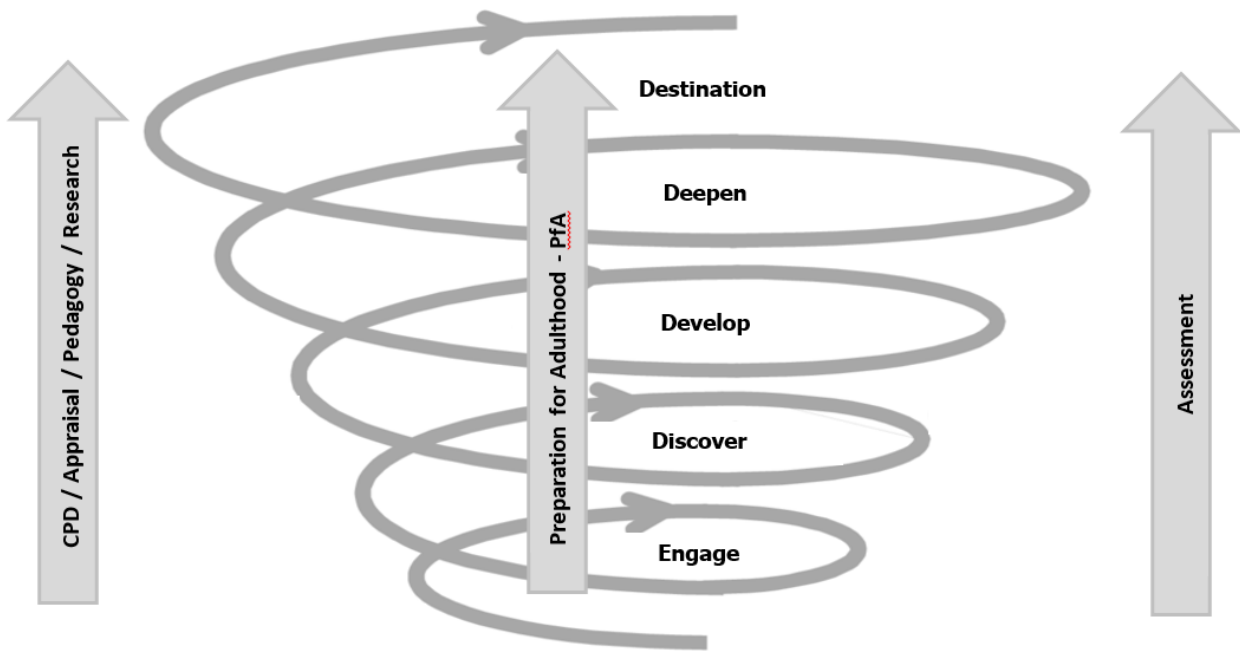 CPD / Appraisal / Pedagogy / Research
Preparation for Adulthood - PfA
Destination
Deepen
Develop
Discover
Engage
Assessment